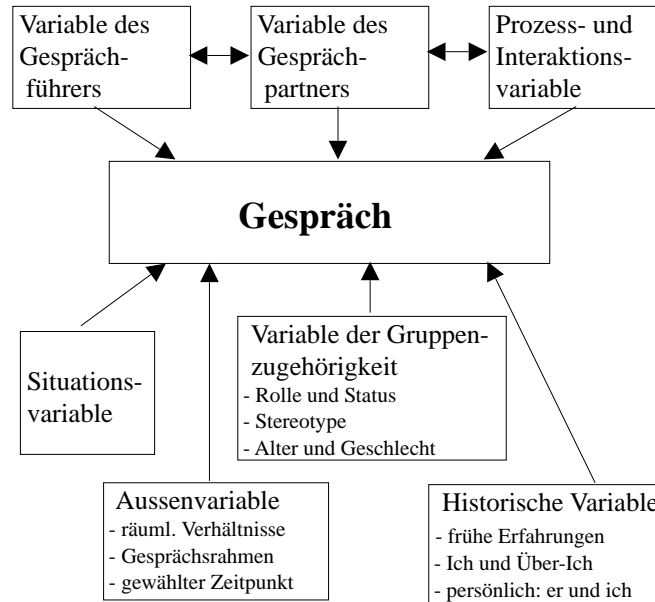 Variable des
Gespräch-
führers
Variable des
Gespräch-
partners
Prozess- und
Interaktions-
variable
Gespräch
Situations-
variable
Variable der Gruppen-
zugehörigkeit
- Rolle und Status
- Stereotype
- Alter und Geschlecht
Aussenvariable
- räuml. Verhältnisse
- Gesprächsrahmen
- gewählter Zeitpunkt
Historische Variable
- frühe Erfahrungen
- Ich und Über-Ich
- persönlich: er und ich